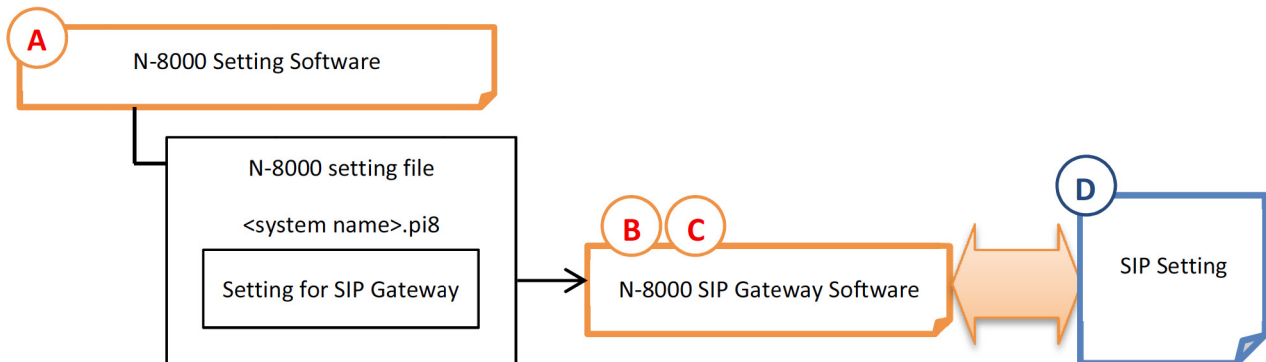 A
N-8000 Setting Software
N-8000 setting file
<system name>.pi8
Setting for SIP Gateway
B C
N-8000 SIP Gateway Software
D
SIP Setting